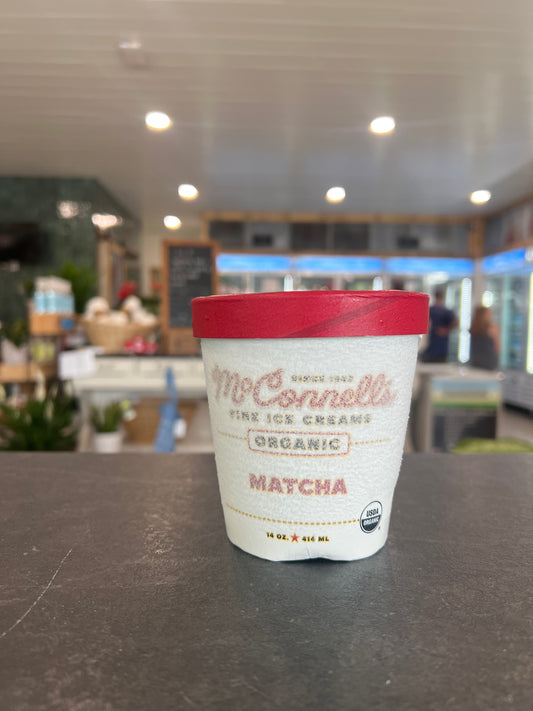 SINCE 1949
McConnell's
FINE ICE CREAMS
ORGANIC
MATCHA
USDA
ORGANIC
14 OZ. ★ 414 ML